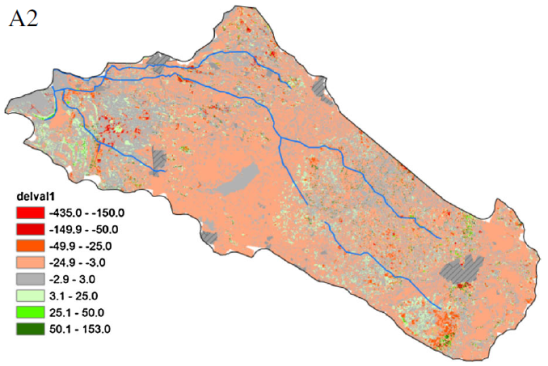 A2
delval1
-435.0 - -150.0
-149.9 - -50.0
-49.9 - -25.0
-24.9 - -3.0
-2.9 - 3.0
3.1 - 25.0
25.1 - 50.0
50.1 - 153.0